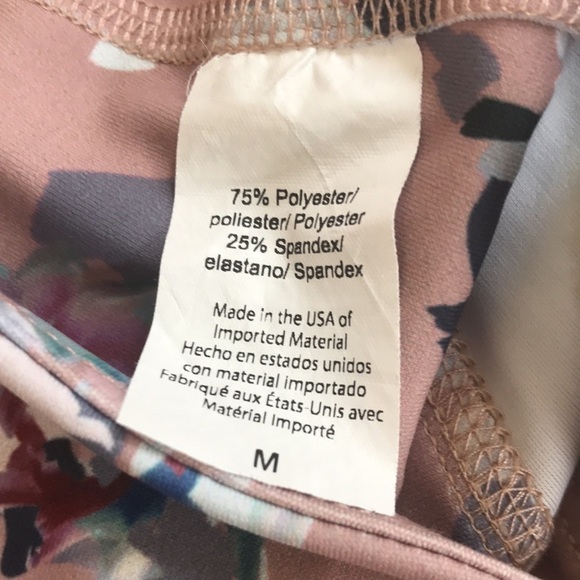 75% Polyester/
poliester/ Polyester
25% Spandex/
elastano/ Spandex
Made in the USA of
Imported Material
Hecho en estados unidos
con material importado
Fabriqué aux États-Unis avec
Matérial Importé
M